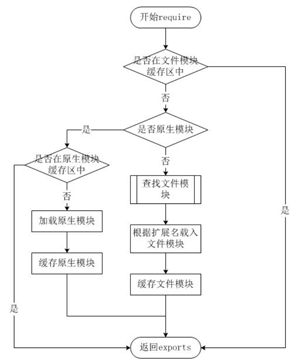 开始require
是否在文件模块
缓存区中
否
是
是否原生模块
是否在原生模块
缓存区中
否
查找文件模
块
否
加载原生模块
根据扩展名载入
文件模块
是
缓存原生模块
缓存文件模块
是
返回exports